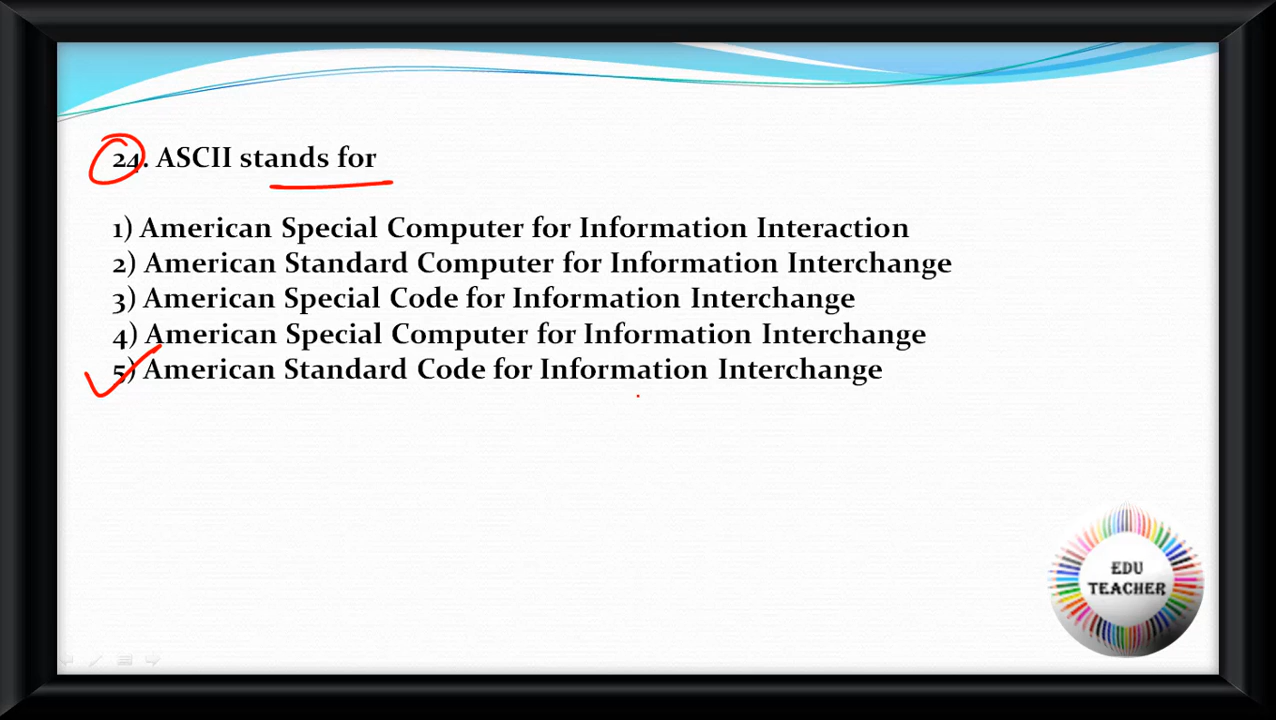 24. ASCII stands for
1) American Special Computer for Information Interaction
2) American Standard Computer for Information Interchange
3) American Special Code for Information Interchange
4) American Special Computer for Information Interchange
5) American Standard Code for Information Interchange
EDU
TEACHER